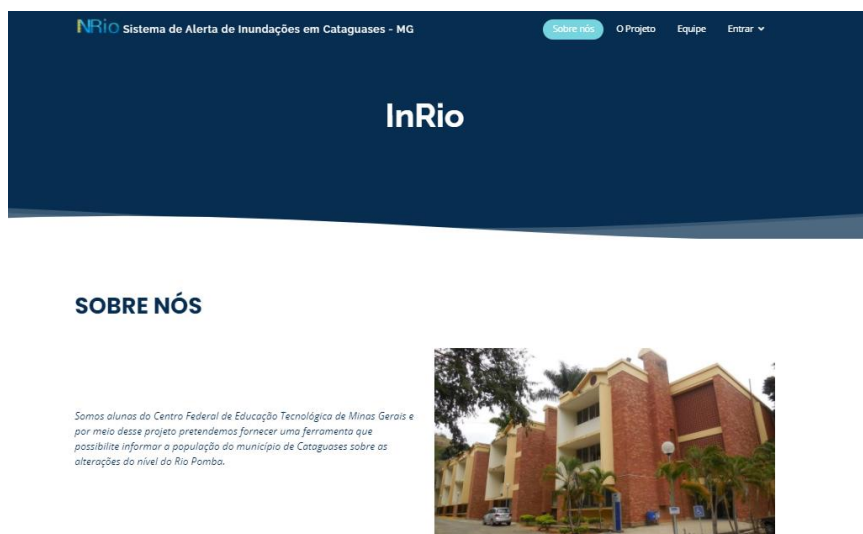 INRio Sistema de Alerta de Inundações em Cataguases - MG
Sobre nós
O Projeto
Equipe
Entrar
InRio
SOBRE NÓS
Somos alunos do Centro Federal de Educação Tecnológica de Minas Gerais e
por meio desse projeto pretendemos fornecer uma ferramenta que
possibilite informar a população do município de Cataguases sobre as
alterações do nível do Rio Pomba.